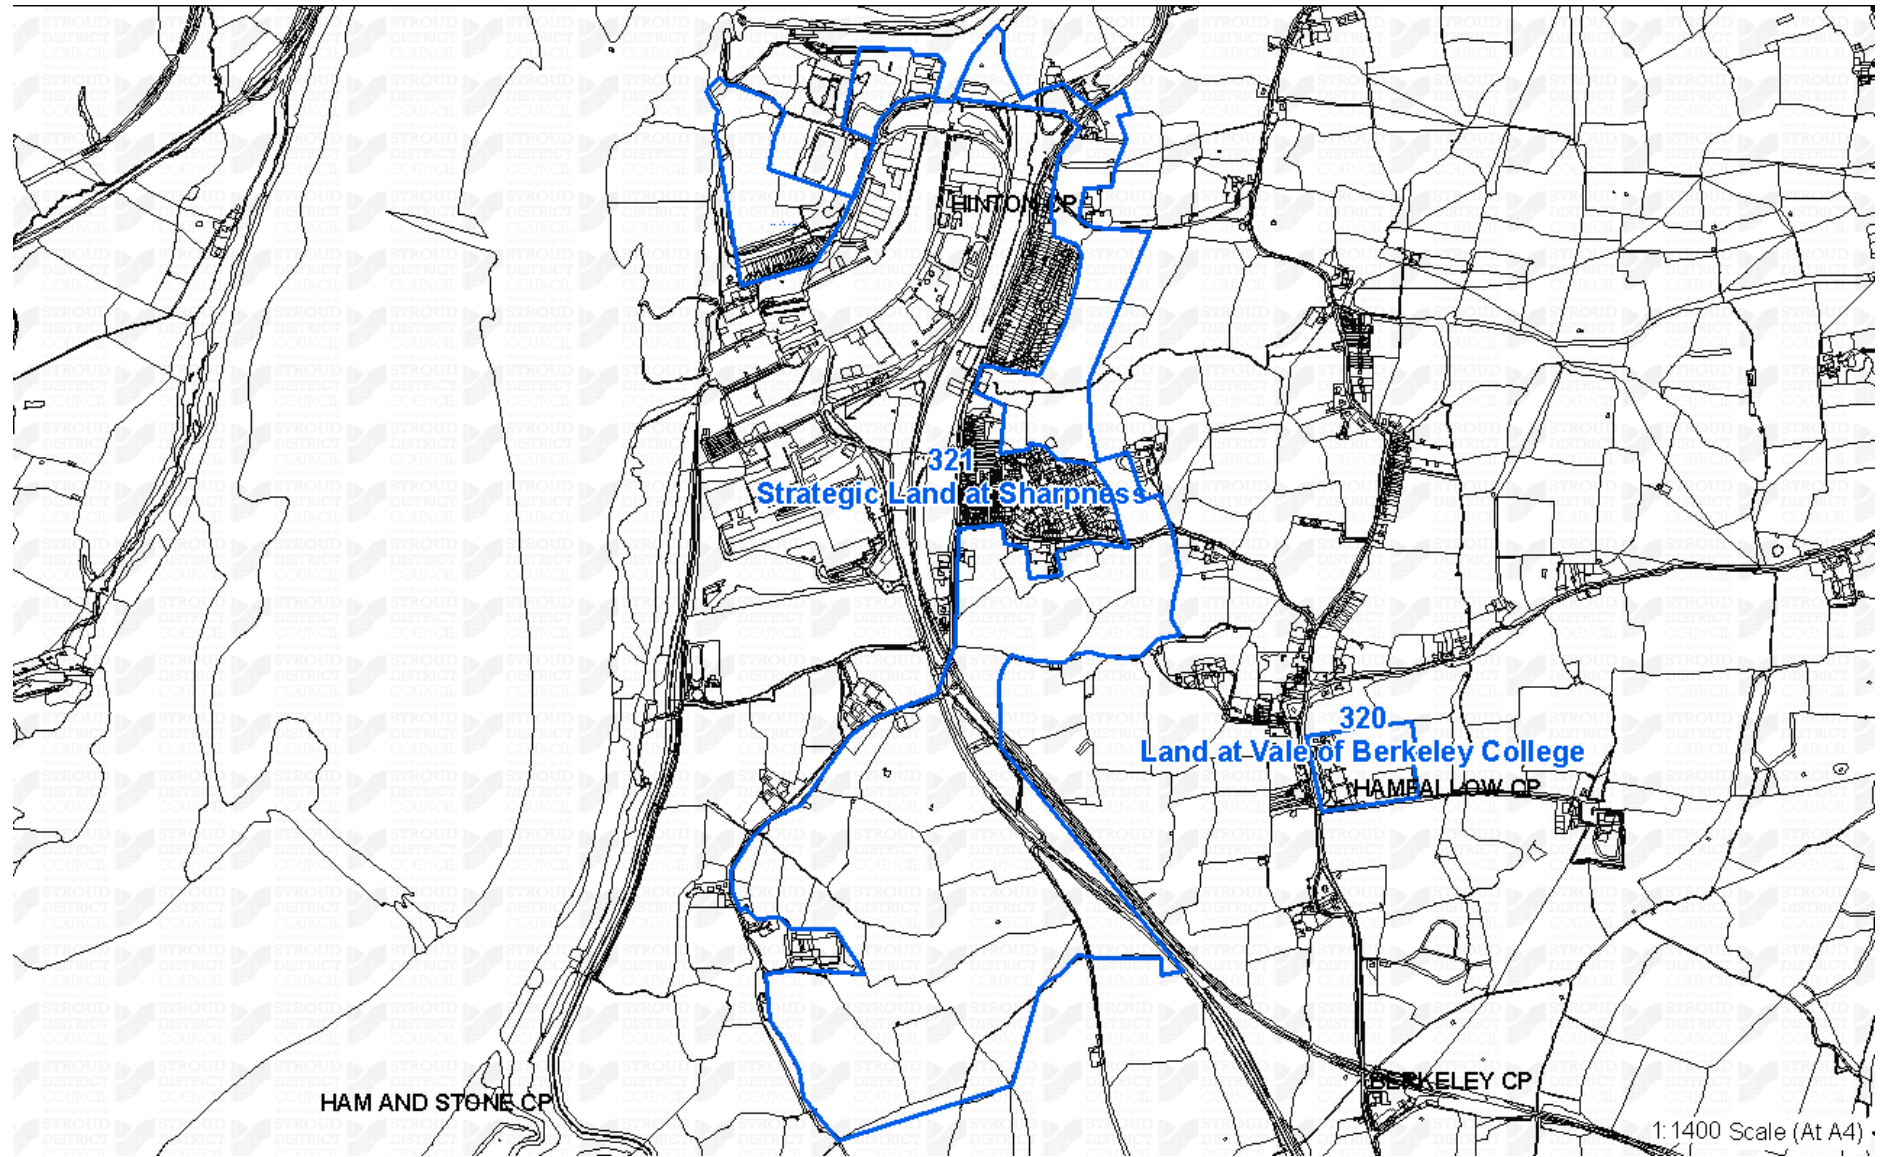 HINTON CP
321
Strategic Land at Sharpness
320
Land at Vale of Berkeley College
HAMFALLOW CP
BERKELEY CP
HAM AND STONE CP
1:1400 Scale (At A4)
STROUD
DISTRICT
COUNCIL